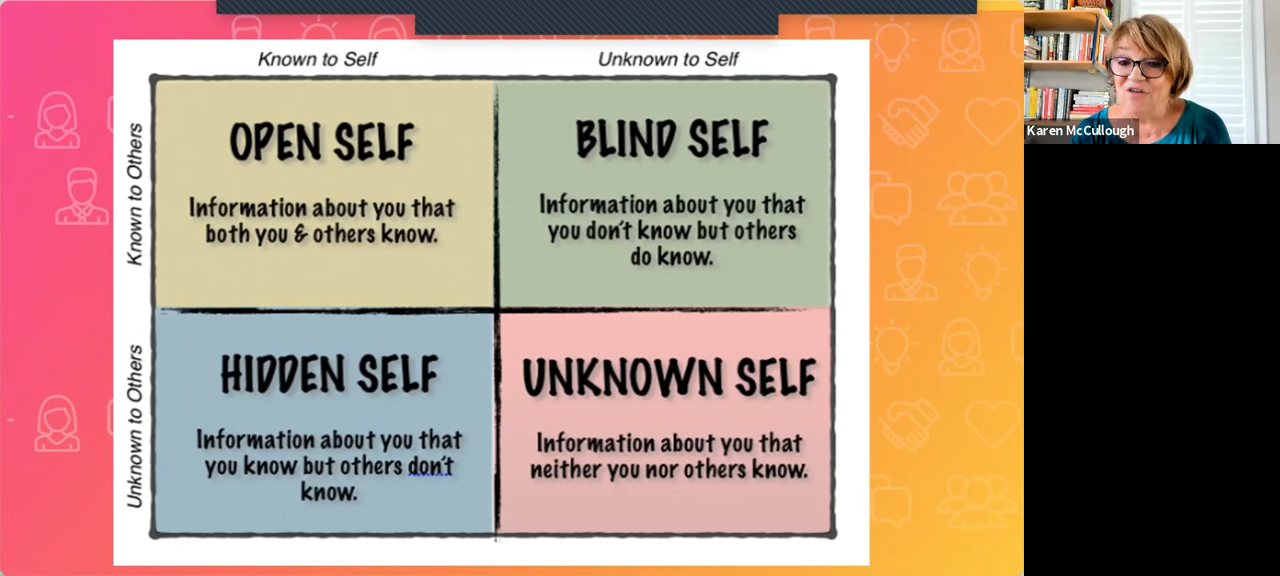 Known to Self
Unknown to Self
Karen McCullough
Known to Others
OPEN SELF
Information about you that
both you & others know.
BLIND SELF
Information about you that
you don't know but others
do know.
Unknown to Others
HIDDEN SELF
Information about you that
you know but others don't
know.
UNKNOWN SELF
Information about you that
neither you nor others know.